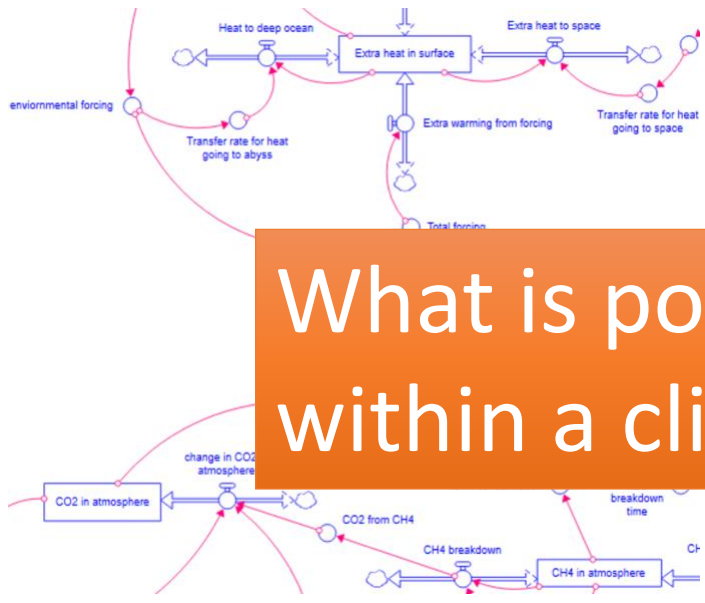 Heat to deep ocean
Extra heat to space
Extra heat in surface
enviornmental forcing
Transfer rate for heat
going to abyss
Extra warming from forcing
Transfer rate for heat
going to space
Total forcing
What is po
within a cli
change in CO2
atmosphere
CO2 in atmosphere
breakdown
time
CO2 from CH4
CH4 breakdown
CH
CH4 in atmosphere